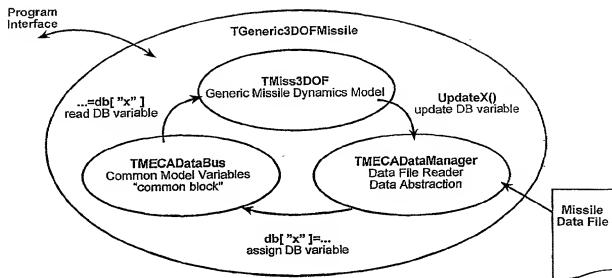 Program
Interface
TGeneric3DOFMissile
TMiss3DOF
Generic Missile Dynamics Model
...=db[ "x" ]
read DB variable
UpdateX()
update DB variable
TMECADataBus
Common Model Variables
"common block"
TMECADataManager
Data File Reader
Data Abstraction
Missile
Data File
db[ "x" ]=...
assign DB variable